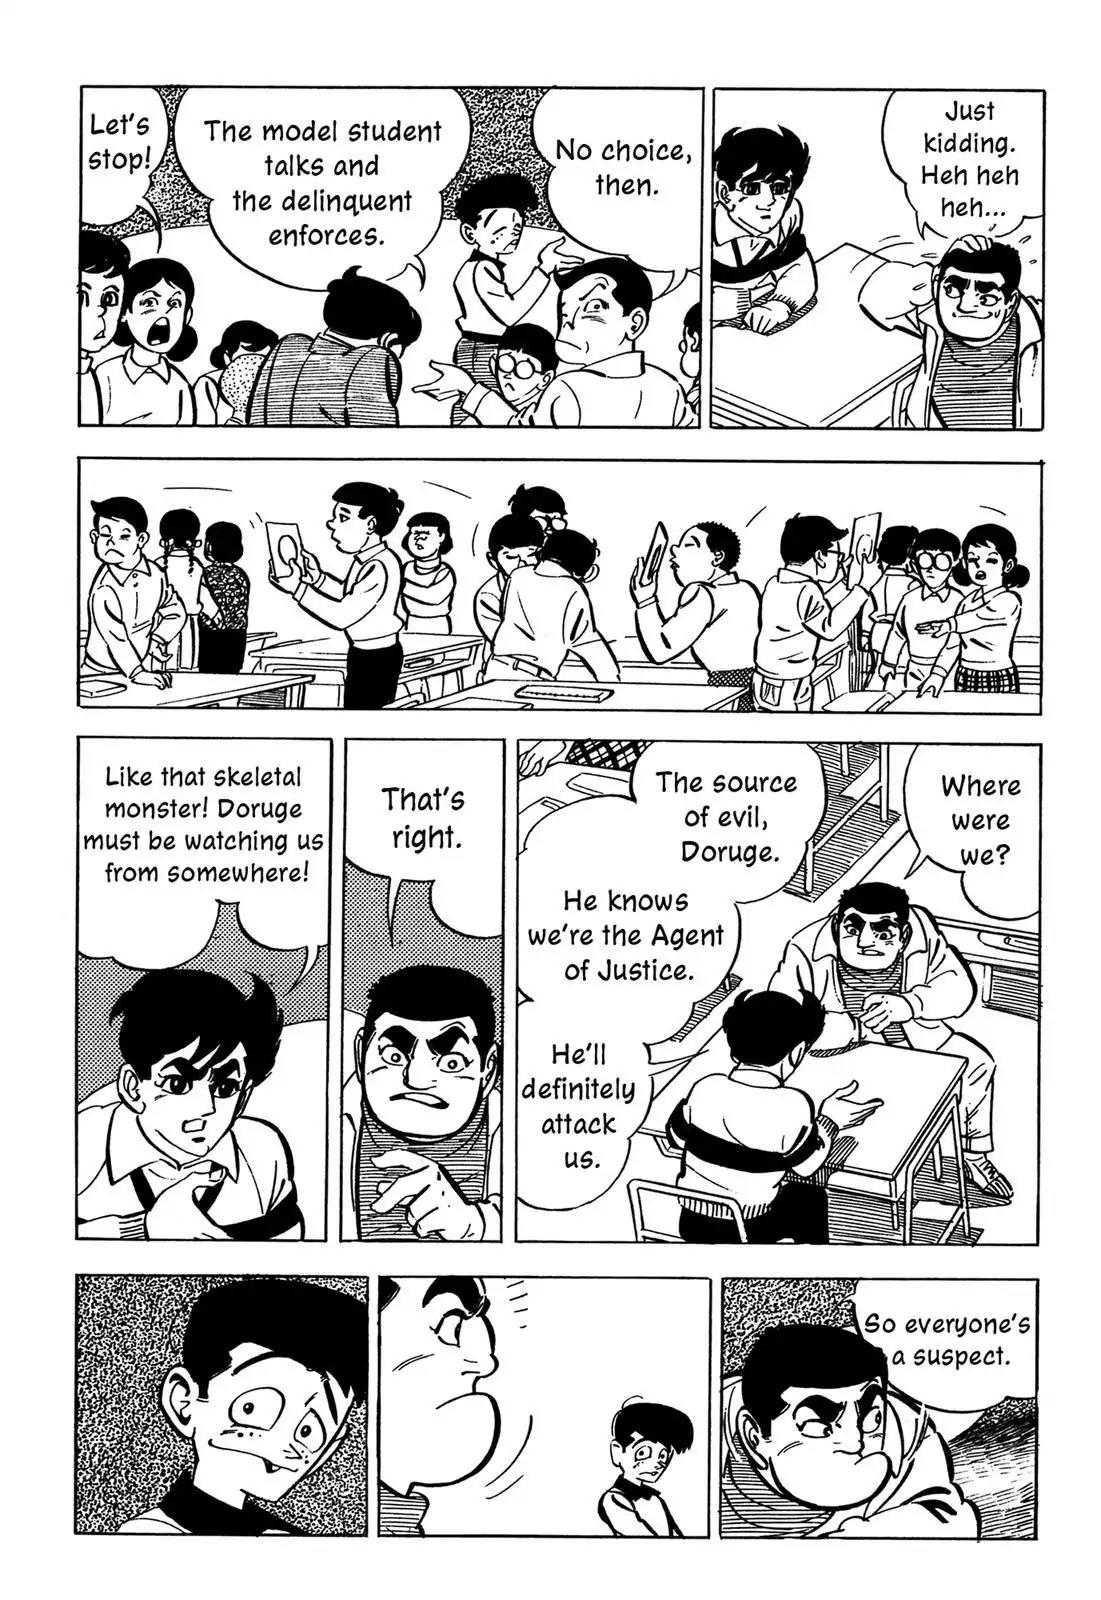 Just
kidding.
Heh heh
heh...
No choice,
then.
The model student
talks and
the delinquent
enforces.
Let's
stop!
Where
were
we?
The source
of evil,
Doruge.
He knows
we're the Agent
of Justice.
He'll
definitely
attack
us.
That's
right.
Like that skeletal
monster! Doruge
must be watching us
from somewhere!
So everyone's
a suspect.